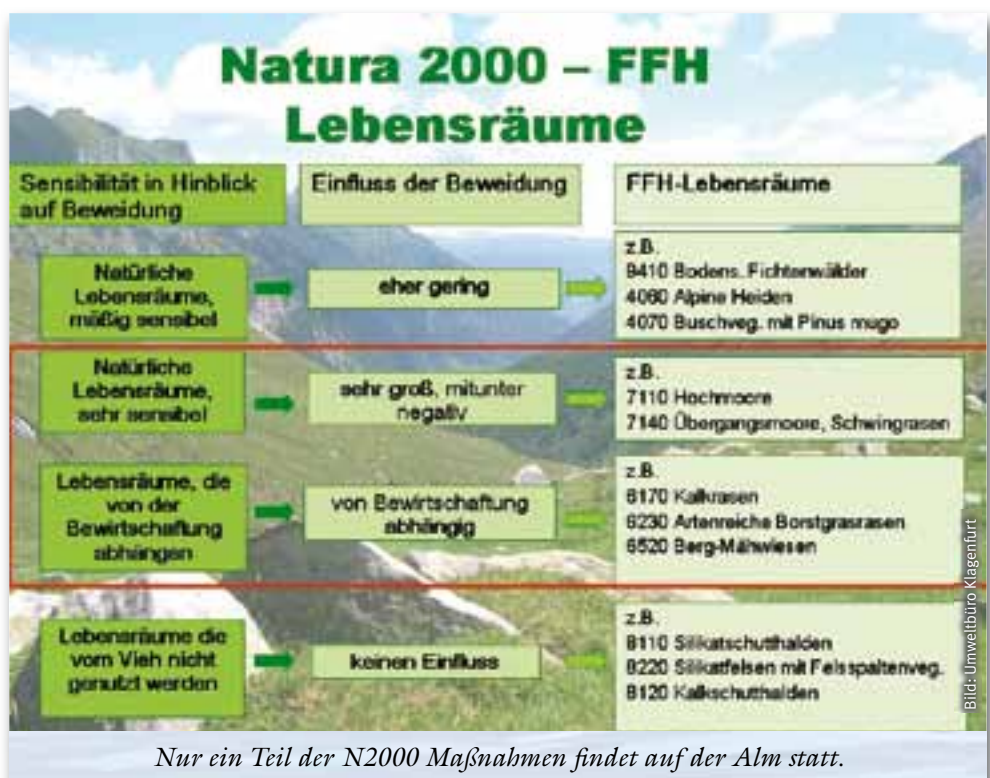 Natura 2000 – FFH
Lebensräume
Sensibilität in Hinblick
auf Beweidung
Einfluss der Beweidung
FFH-Lebensräume
Natürliche
Lebensräume,
mäßig sensibel
eher gering
z.B.
9410 Bodens. Fichtenwälder
4060 Alpine Heiden
4070 Buschveg. mit Pinus mugo
Natürliche
Lebensräume,
sehr sensibel
sehr groß, mitunter
negativ
z.B.
7110 Hochmoore
7140 Übergangsmoore, Schwingrasen
Lebensräume, die
von der
Bewirtschaftung
abhängen
von Bewirtschaftung
abhängig
z.B.
6170 Kalkrasen
6230 Artenreiche Borstgrasrasen
6520 Berg-Mähwiesen
Lebensräume die
vom Vieh nicht
genutzt werden
keinen Einfluss
z.B.
8110 Silikatschutthalden
8220 Silikatfelsen mit Felsspaltenveg.
8120 Kalkschutthalden
Bild: Umweltbüro Klagenfurt
Nur ein Teil der N2000 Maßnahmen findet auf der Alm statt.